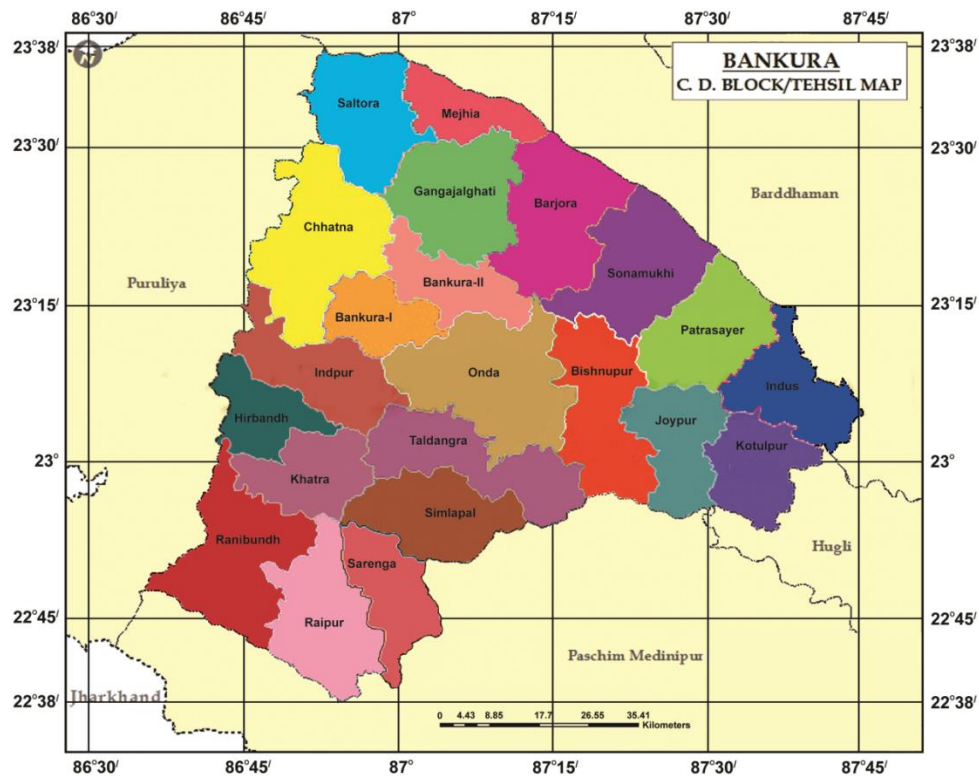 86°30′ 86°45′ 87° 87°15′ 87°30′ 87°45′
23°38′ 23°38′
N
BANKURA
C. D. BLOCK/TEHSIL MAP
Saltora
Mejhia
23°30′ 23°30′
Gangajalghati
Barjora
Barddhaman
Chhatna
Sonamukhi
Puruliya
Bankura-II
23°15′ 23°15′
Bankura-I
Patrasayer
Indpur
Onda
Bishnupur
Indus
Hirbandh
Taldangra
Joypur
Kotulpur
23° 23°
Khatra
Simlapal
Ranibundh
Sarenga
Hugli
22°45′ 22°45′
Raipur
Paschim Medinipur
Jharkhand
22°38′ 22°38′
0 4.43 8.85 17.7 26.55 35.41
Kilometers
86°30′ 86°45′ 87° 87°15′ 87°30′ 87°45′